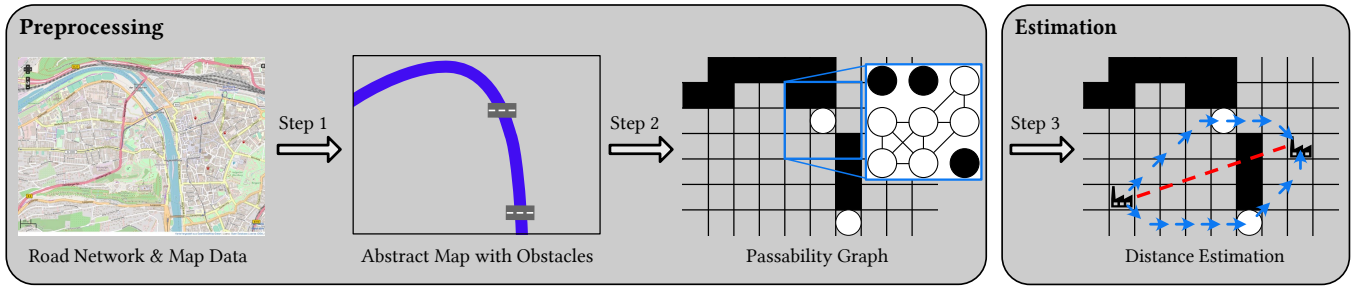 Preprocessing
Estimation
Step 1
Step 2
Step 3
Road Network & Map Data
Abstract Map with Obstacles
Passability Graph
Distance Estimation